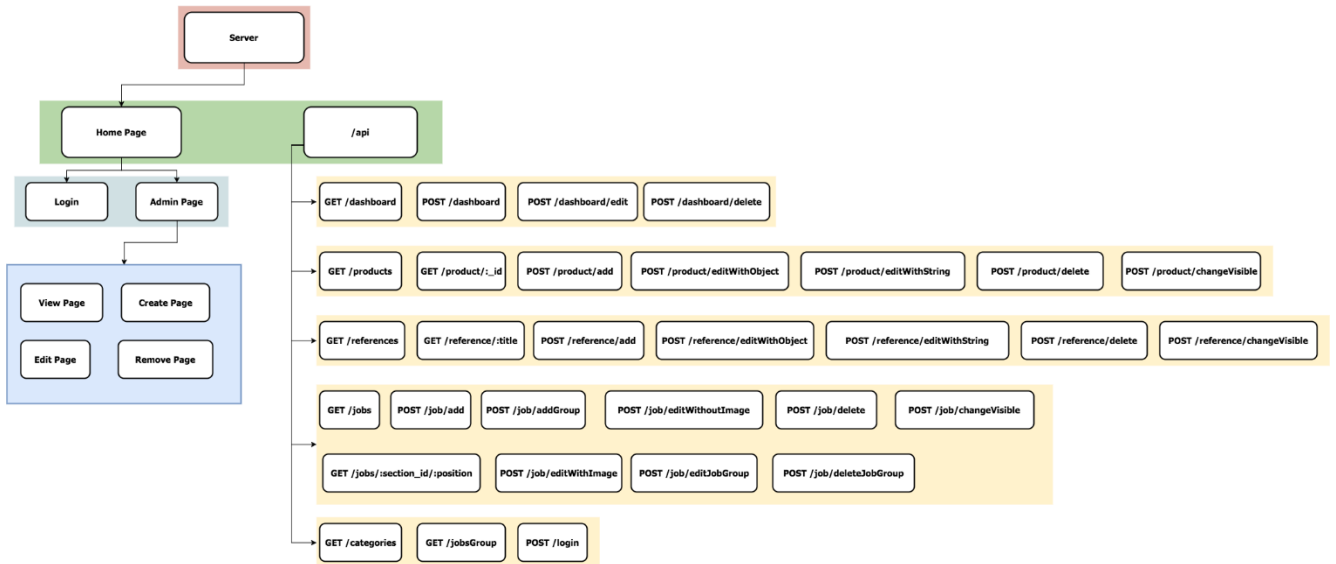 Server
Home Page
/api
Login
Admin Page
View Page
Create Page
Edit Page
Remove Page
GET /dashboard
POST /dashboard
POST /dashboard/edit
POST /dashboard/delete
GET /products
GET /product/:_id
POST /product/add
POST /product/editWithObject
POST /product/editWithString
POST /product/delete
POST /product/changeVisible
GET /references
GET /reference/:title
POST /reference/add
POST /reference/editWithObject
POST /reference/editWithString
POST /reference/delete
POST /reference/changeVisible
GET /jobs
POST /job/add
POST /job/addGroup
POST /job/editWithoutImage
POST /job/delete
POST /job/changeVisible
GET /jobs/:section_id/:position
POST /job/editWithImage
POST /job/editJobGroup
POST /job/deleteJobGroup
GET /categories
GET /jobsGroup
POST /login